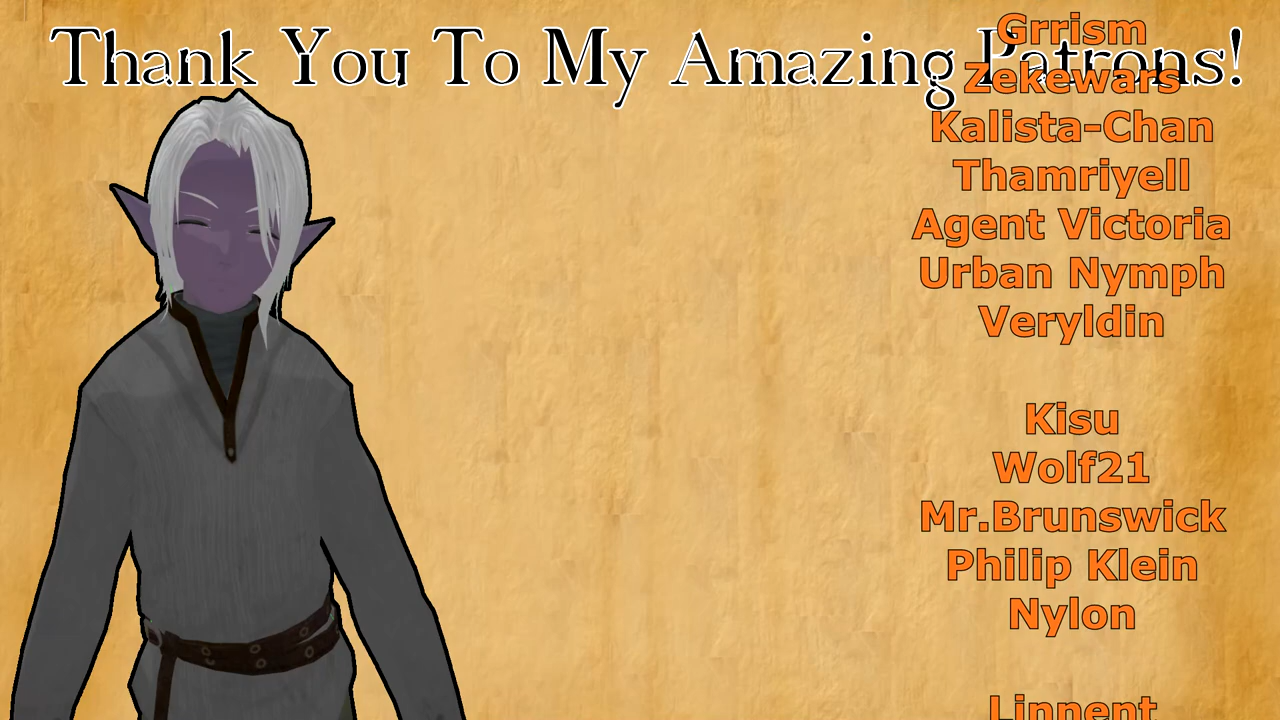 Thank You To My Amazing Patrons!
Grrism
Zekewars
Kalista-Chan
Thamriyell
Agent Victoria
Urban Nymph
Veryldin
Kisu
Wolf21
Mr.Brunswick
Philip Klein
Nylon
Linnent